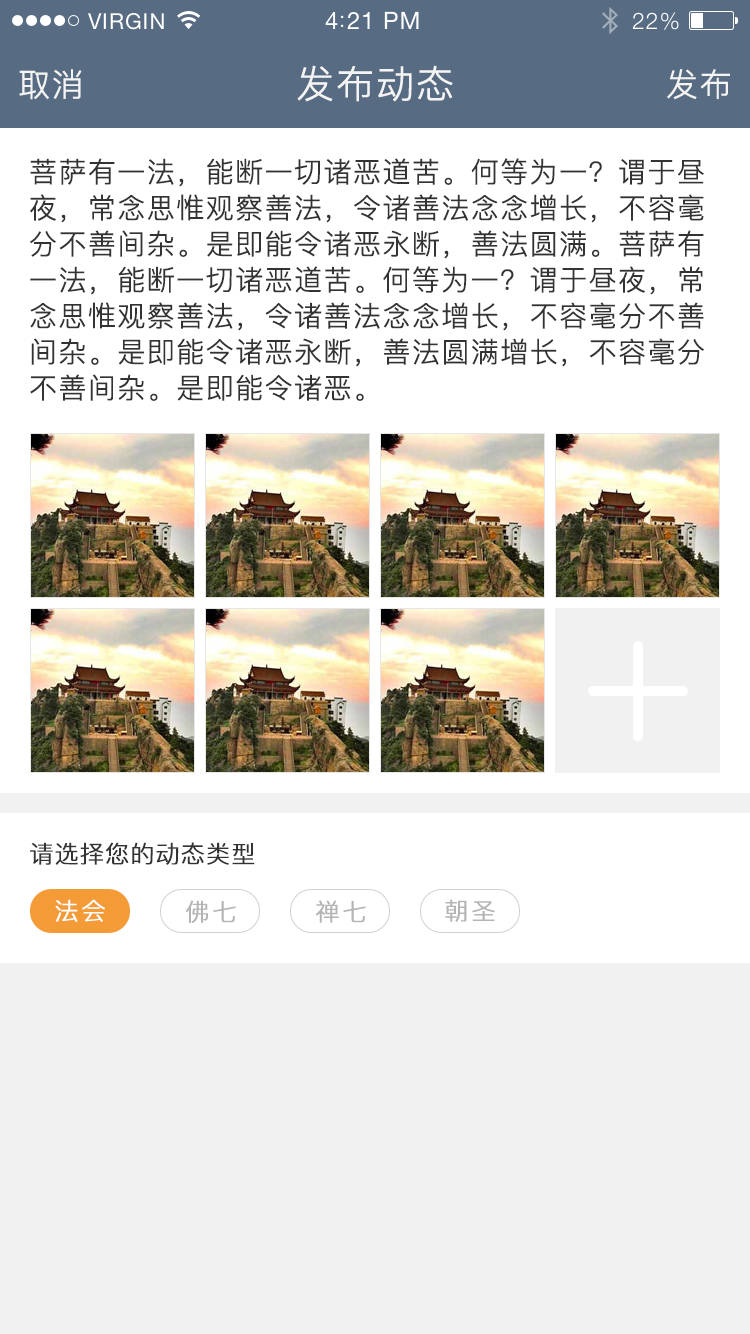 VIRGIN 4:21 PM 22%
取消 发布动态 发布
菩萨有一法，能断一切诸恶道苦。何等为一？谓于昼
夜，常念思惟观察善法，令诸善法念念增长，不容毫
分不善间杂。是即能令诸恶永断，善法圆满。菩萨有
一法，能断一切诸恶道苦。何等为一？谓于昼夜，常
念思惟观察善法，令诸善法念念增长，不容毫分不善
间杂。是即能令诸恶永断，善法圆满增长，不容毫分
不善间杂。是即能令诸恶。
请选择您的动态类型
法会 佛七 禅七 朝圣